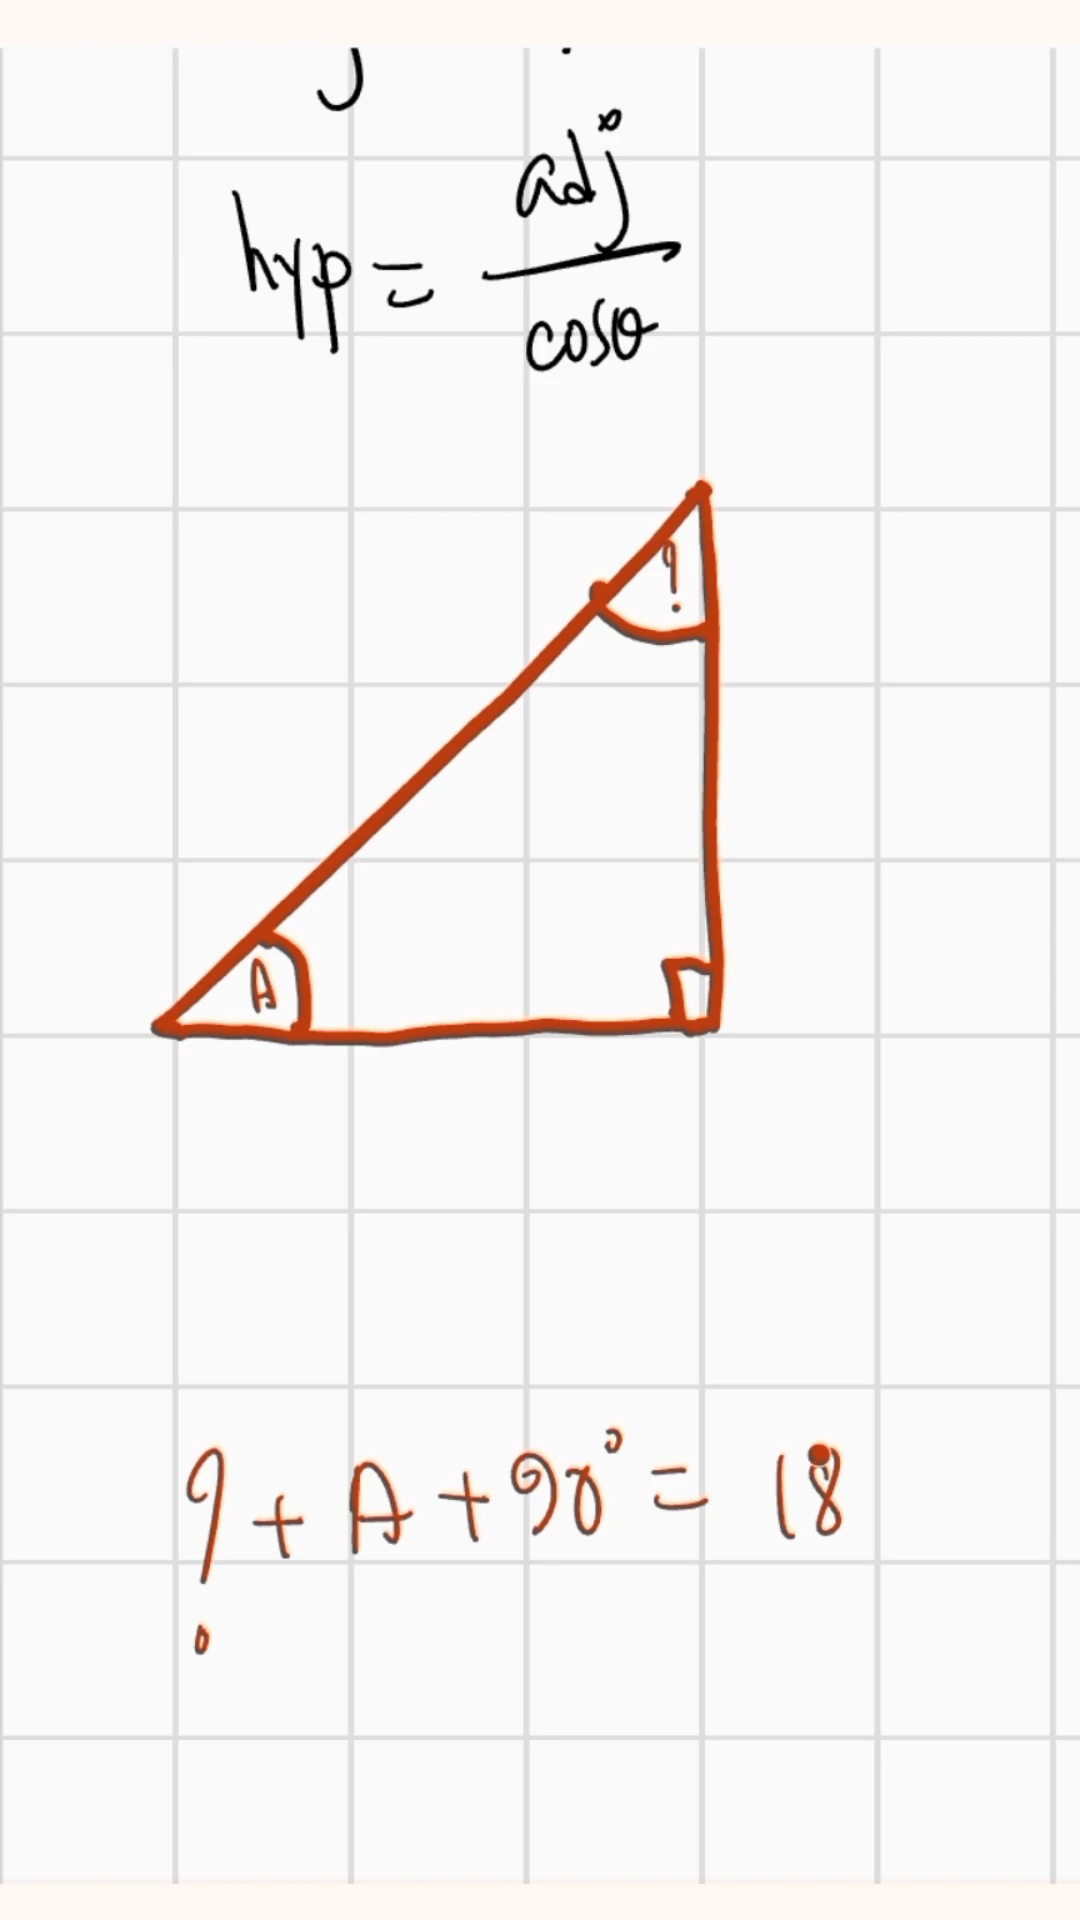 hyp = adj / cosθ
?
A
? + A + 90° = 18